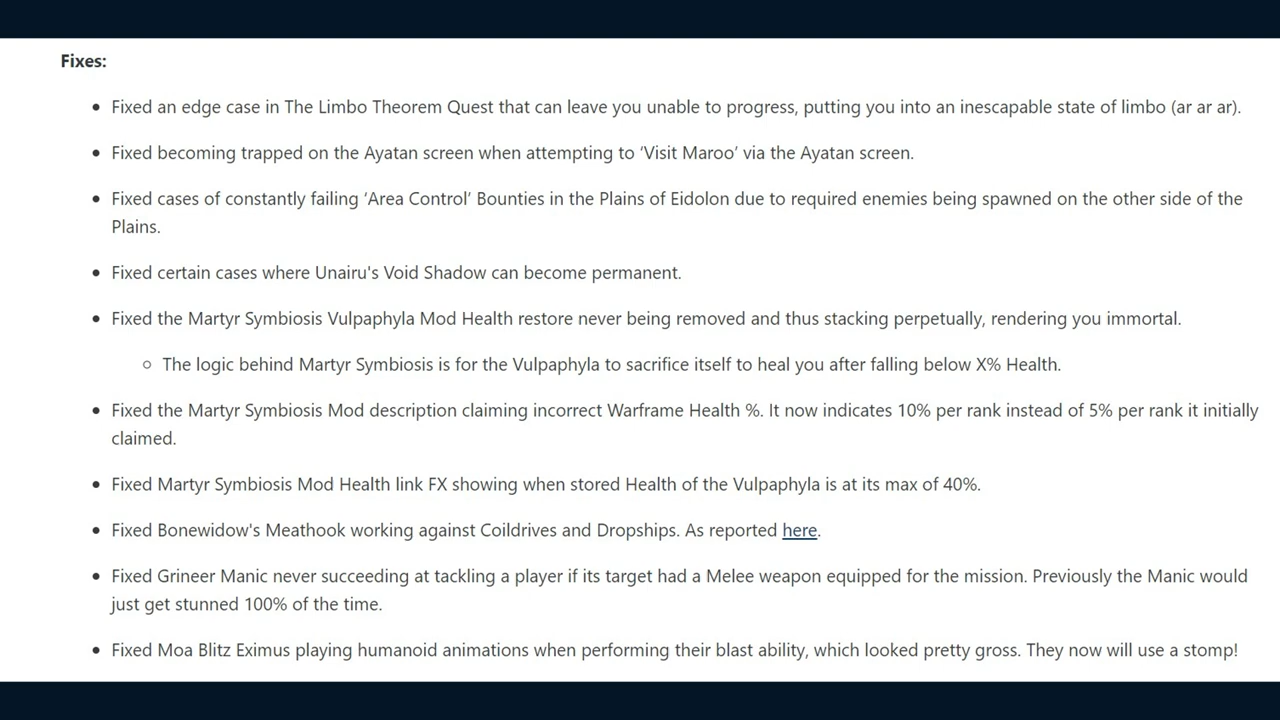 Fixes:
Fixed an edge case in The Limbo Theorem Quest that can leave you unable to progress, putting you into an inescapable state of limbo (ar ar ar).
Fixed becoming trapped on the Ayatan screen when attempting to ‘Visit Maroo’ via the Ayatan screen.
Fixed cases of constantly failing ‘Area Control’ Bounties in the Plains of Eidolon due to required enemies being spawned on the other side of the
Plains.
Fixed certain cases where Unairu's Void Shadow can become permanent.
Fixed the Martyr Symbiosis Vulpaphyla Mod Health restore never being removed and thus stacking perpetually, rendering you immortal.
The logic behind Martyr Symbiosis is for the Vulpaphyla to sacrifice itself to heal you after falling below X% Health.
Fixed the Martyr Symbiosis Mod description claiming incorrect Warframe Health %. It now indicates 10% per rank instead of 5% per rank it initially
claimed.
Fixed Martyr Symbiosis Mod Health link FX showing when stored Health of the Vulpaphyla is at its max of 40%.
Fixed Bonewidow's Meathook working against Coildrives and Dropships. As reported here.
Fixed Grineer Manic never succeeding at tackling a player if its target had a Melee weapon equipped for the mission. Previously the Manic would
just get stunned 100% of the time.
Fixed Moa Blitz Eximus playing humanoid animations when performing their blast ability, which looked pretty gross. They now will use a stomp!